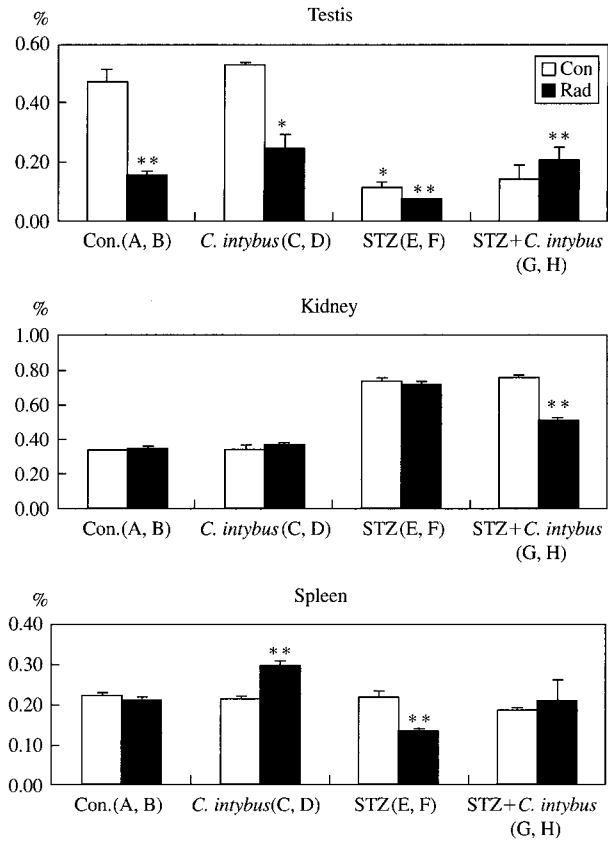 Testis
%
0.60
0.40
0.20
0.00
Con
Rad
**
*
*
**
**
Con.(A, B)
C. intybus(C, D)
STZ(E, F)
STZ+C. intybus
(G, H)
Kidney
1.00
0.80
0.60
0.40
0.20
0.00
**
Con.(A, B)
C. intybus(C, D)
STZ(E, F)
STZ+C. intybus
(G, H)
Spleen
%
0.40
0.30
0.20
0.10
0.00
**
**
Con.(A, B)
C. intybus(C, D)
STZ(E, F)
STZ+C. intybus
(G, H)